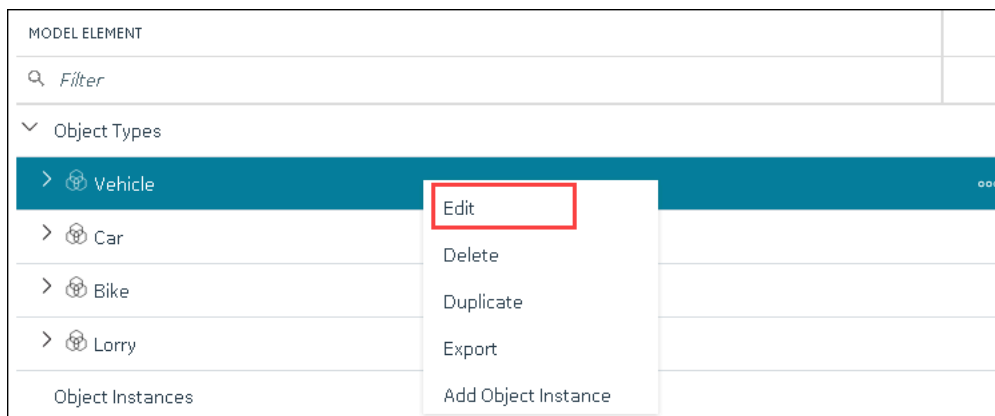 MODEL ELEMENT
Filter
Object Types
Vehicle
Edit
Car
Delete
Bike
Duplicate
Lorry
Export
Object Instances
Add Object Instance